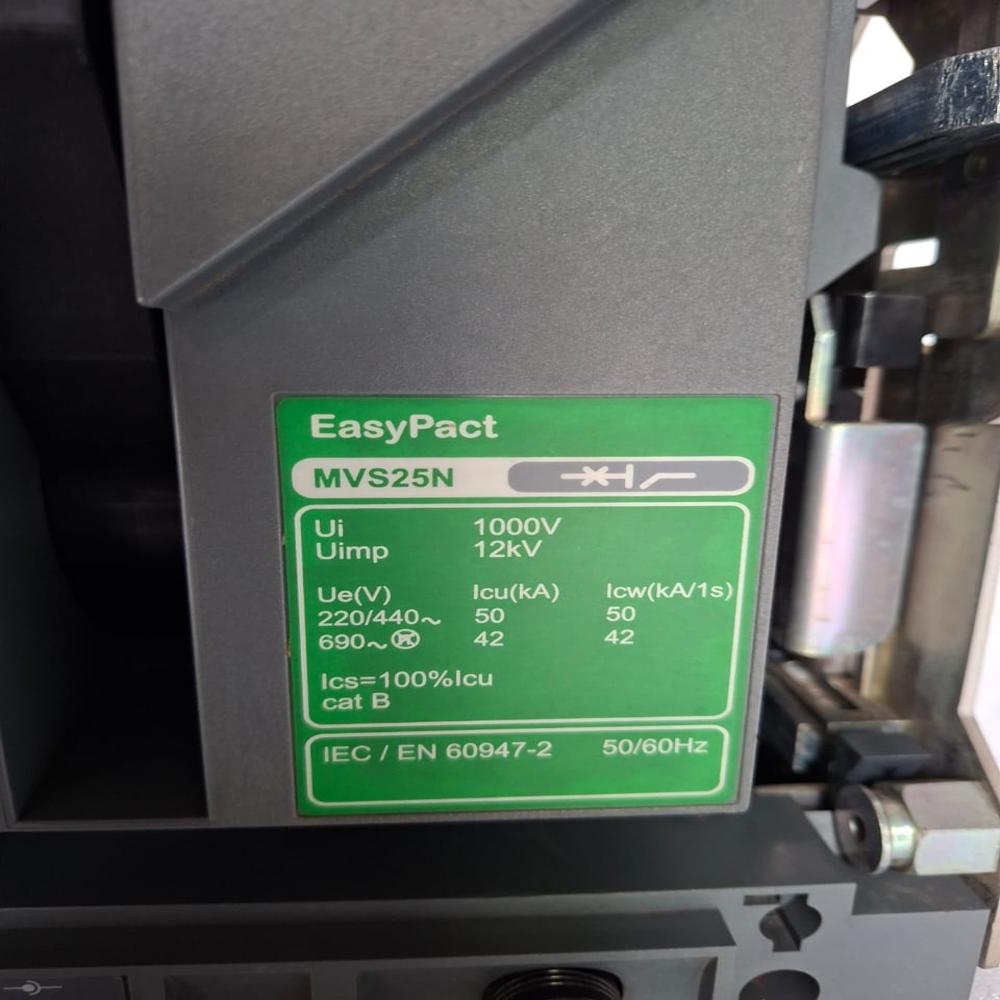 EasyPact
MVS25N
Ui 1000V
Uimp 12kV
Ue(V) Icu(kA) Icw(kA/1s)
220/440~ 50 50
690~ 42 42
Ics=100%Icu
cat B
IEC / EN 60947-2 50/60Hz